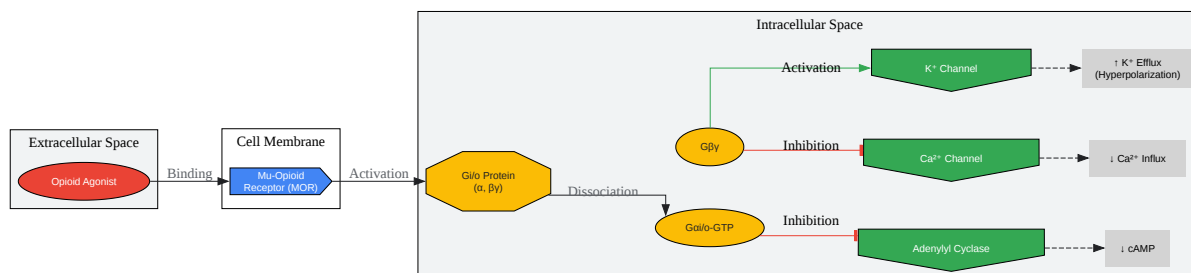 Intracellular Space
Activation
K⁺ Channel
↑ K⁺ Efflux
(Hyperpolarization)
Extracellular Space
Cell Membrane
Gβγ
Inhibition
Ca²⁺ Channel
↓ Ca²⁺ Influx
Opioid Agonist
Binding
Mu-Opioid
Receptor (MOR)
Activation
Gi/o Protein
(α, βγ)
Dissociation
Gαi/o-GTP
Inhibition
Adenylyl Cyclase
↓ cAMP